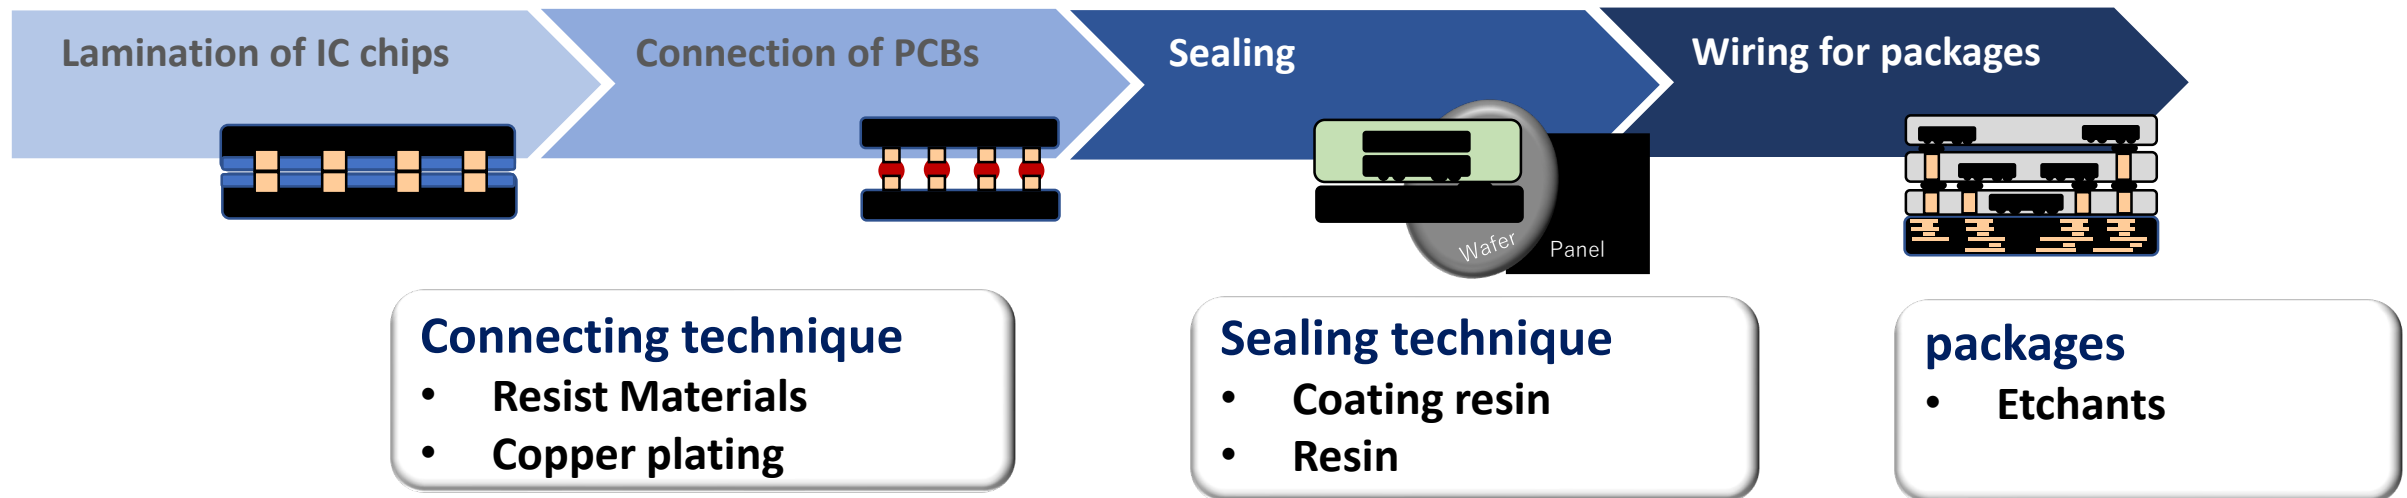 Lamination of IC chips
Connection of PCBs
Sealing
Wiring for packages
Wafer
Panel
Connecting technique
• Resist Materials
• Copper plating
Sealing technique
• Coating resin
• Resin
packages
• Etchants